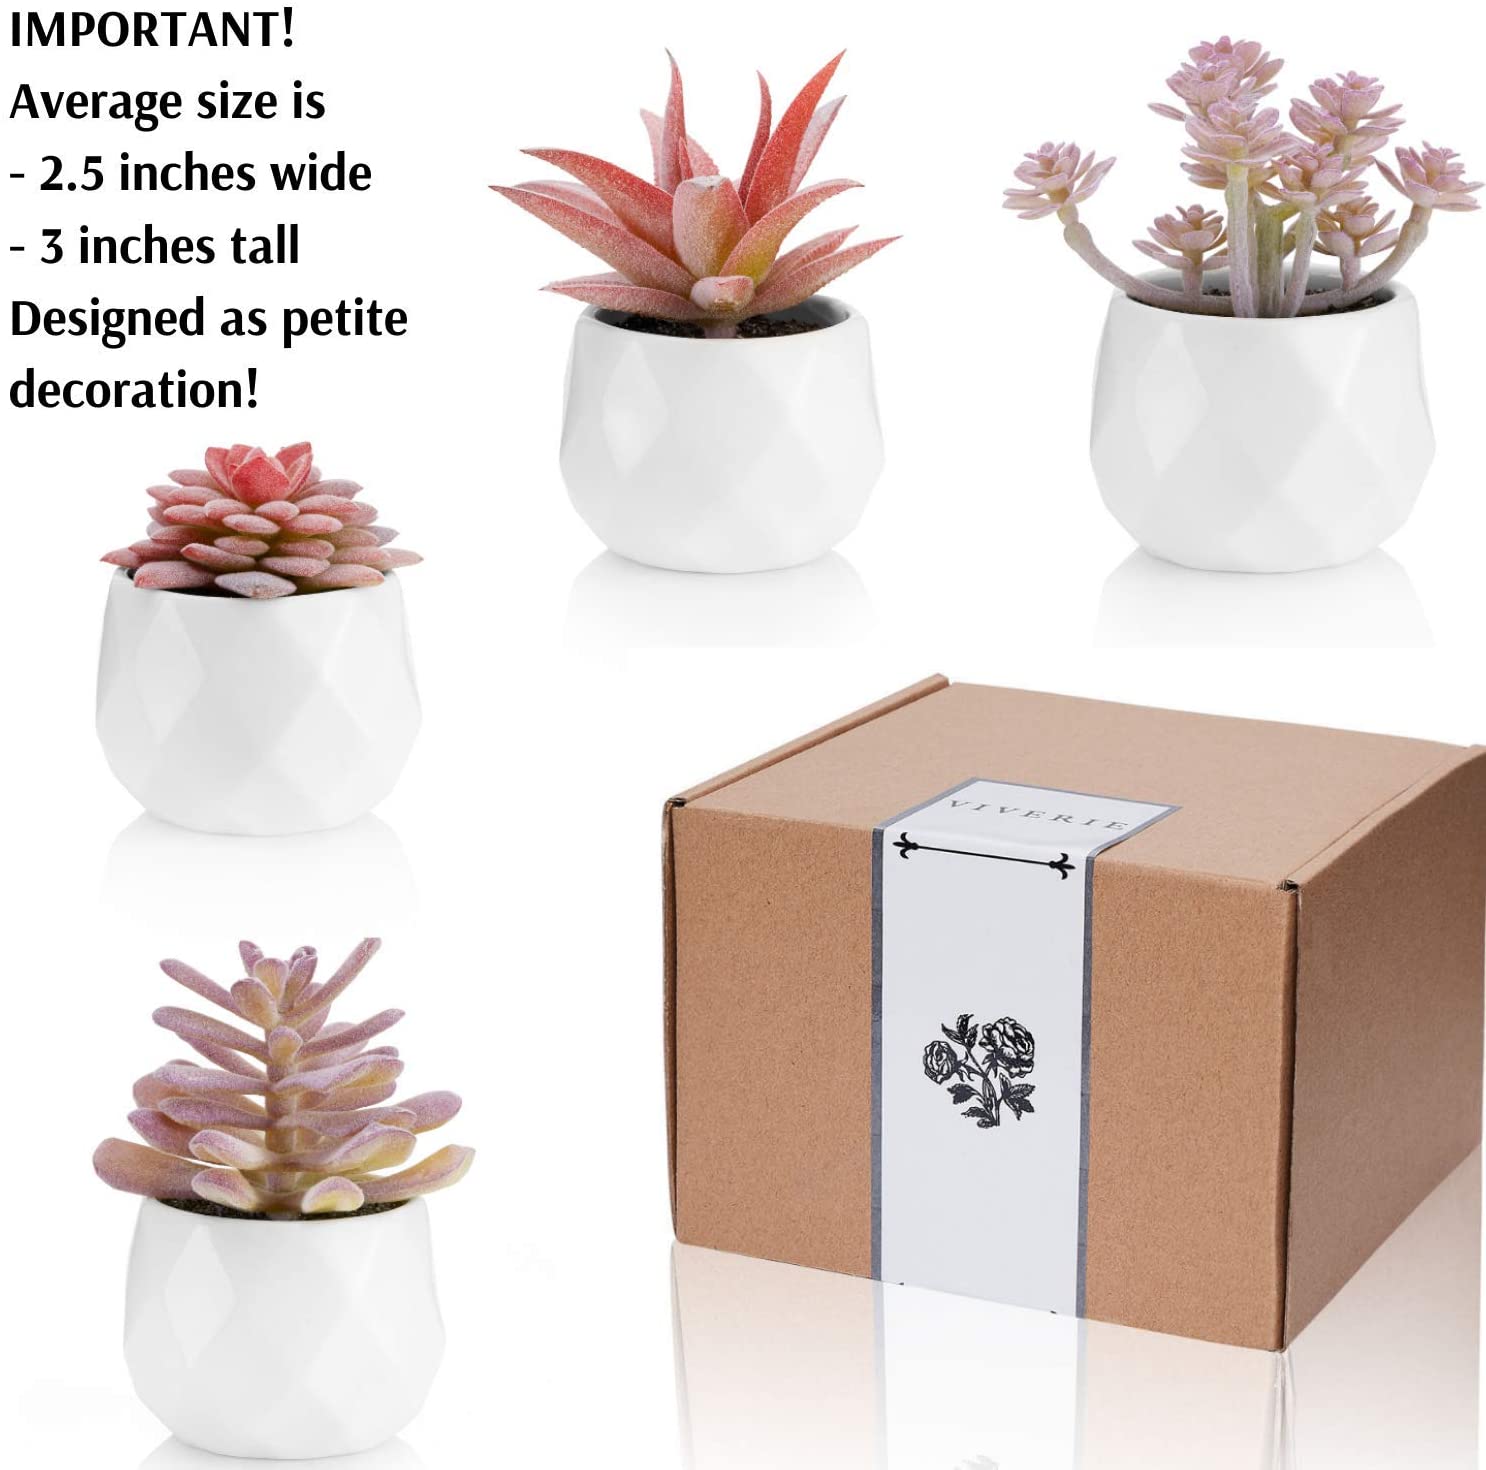 IMPORTANT!
Average size is
- 2.5 inches wide
- 3 inches tall
Designed as petite
decoration!
VIVERIE